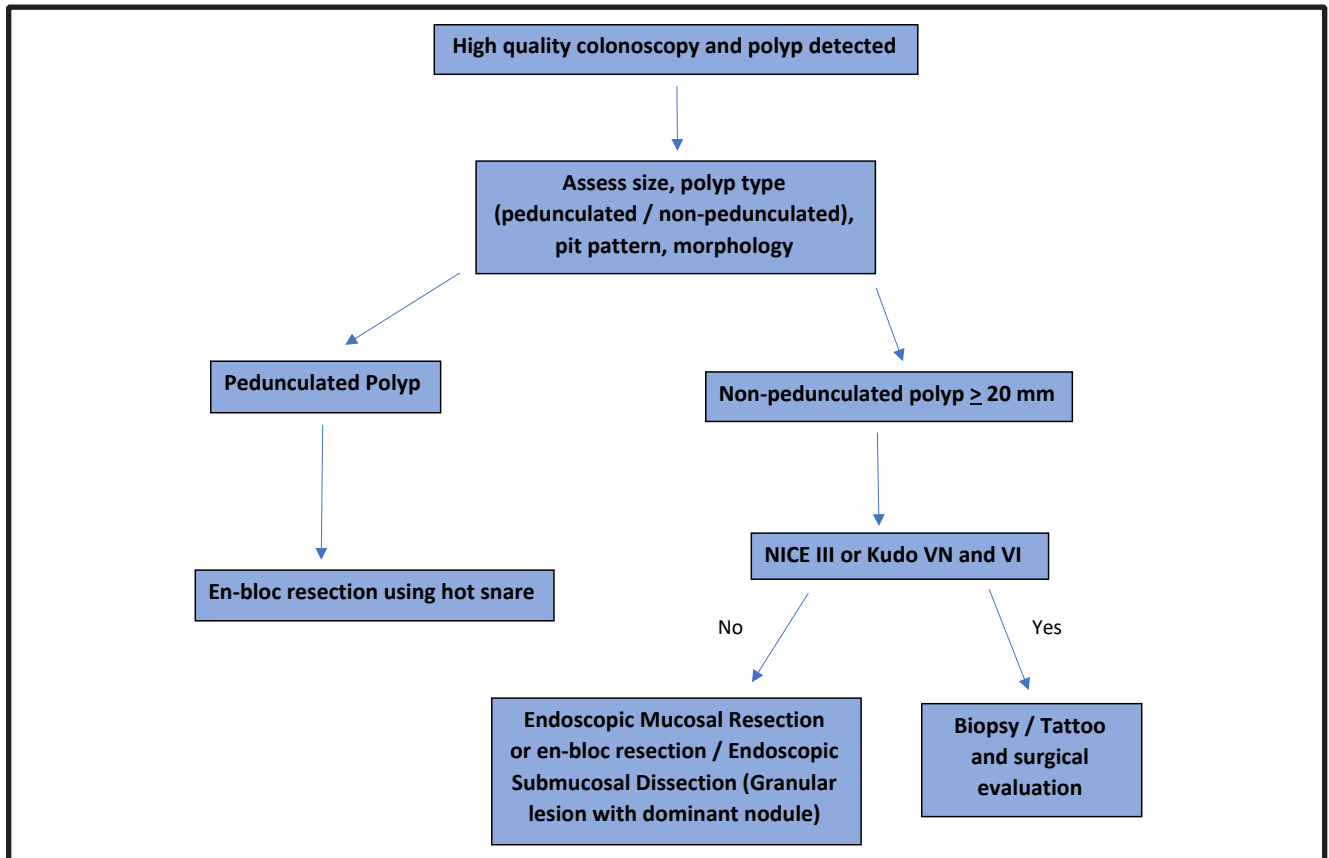 High quality colonoscopy and polyp detected
Assess size, polyp type
(pedunculated / non-pedunculated),
pit pattern, morphology
Pedunculated Polyp
Non-pedunculated polyp ≥ 20 mm
En-bloc resection using hot snare
NICE III or Kudo VN and VI
No
Yes
Endoscopic Mucosal Resection
or en-bloc resection / Endoscopic
Submucosal Dissection (Granular
lesion with dominant nodule)
Biopsy / Tattoo
and surgical
evaluation